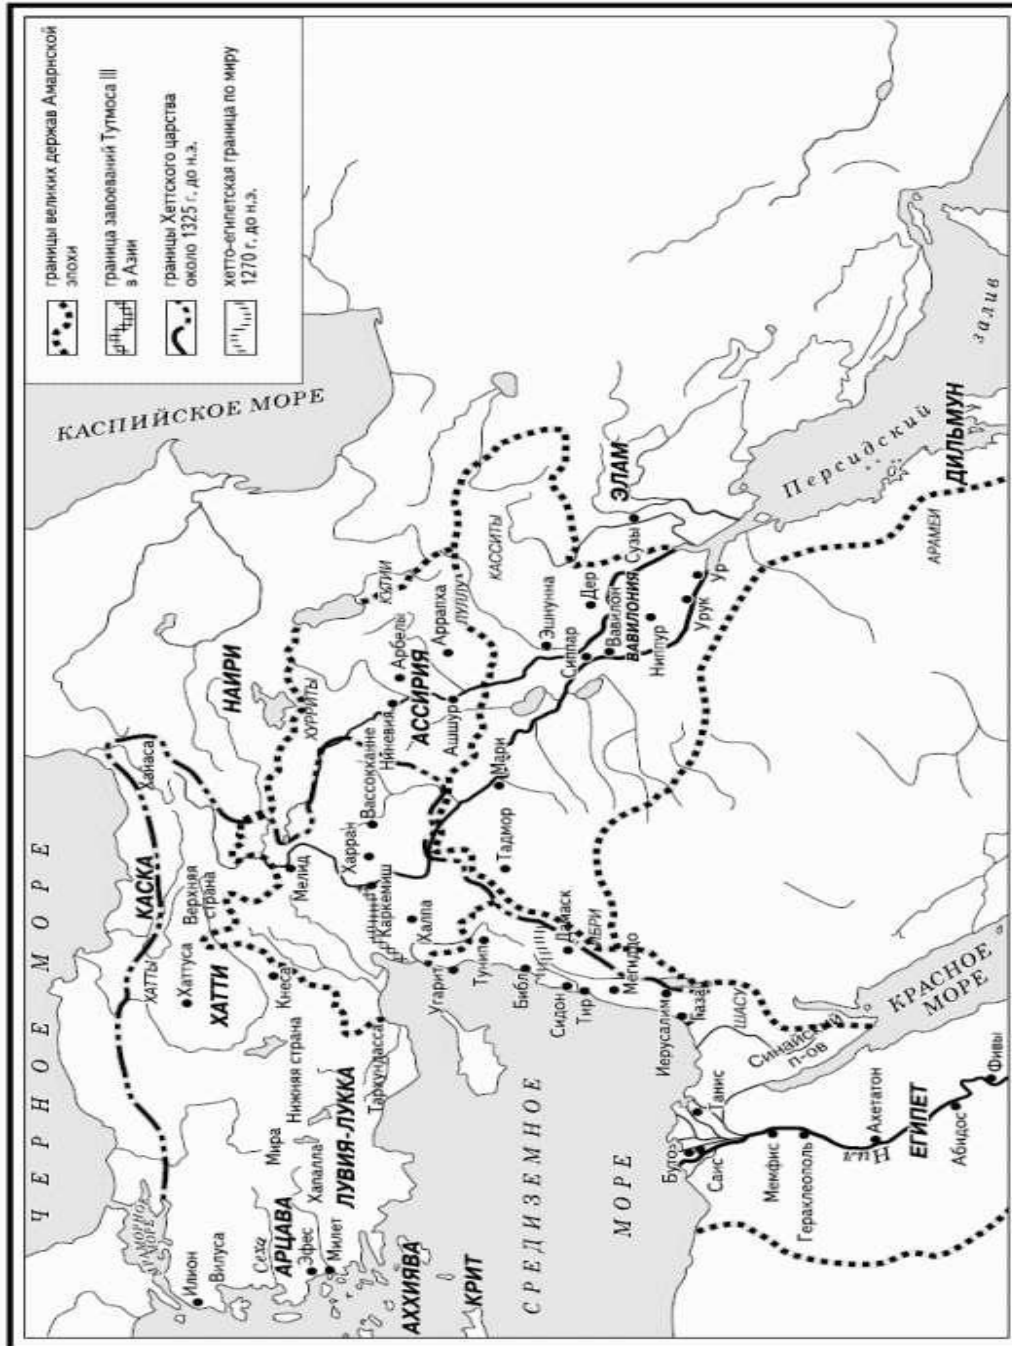 границы великих держав Амарнской
эпохи
граница завоеваний Тутмоса III
в Азии
границы Хеттского царства
около 1325 г. до н.э.
хетто-египетская граница по миру
1270 г. до н.э.
ЧЕРНОЕ МОРЕ
КАСПИЙСКОЕ МОРЕ
МРАМОРНОЕ
МОРЕ
Илион
Вилуса
Сеха
АРЦАВА
Эфес
Милет
Мира
Хапалла
ЛУВИЯ-ЛУККА
Нижняя страна
Тархундасса
АХХИЯВА
КРИТ
КАСКА
ХАТТЫ
Хаттуса
ХАТТИ
Верхняя
страна
Кнеса
Хайаса
Мелид
НАИРИ
ХУРРИТЫ
КУТИИ
Харран
Вассокканне
Каркемиш
Халпа
Ниневия
Арбелы
АССИРИЯ
Аррапха
Ашшур
ЛУЛЛУ
КАССИТЫ
Угарит
Тунип
Тадмор
Мари
Эшнунна
Библ
Дамаск
ИБРИ
Сидон
Тир
Мегиддо
Иерусалим
Газа
ШАСУ
Синайский
п-ов
Сиппар
Дер
Вавилон
ВАВИЛОНИЯ
Ниппур
Сузы
ЭЛАМ
Урук
Ур
Персидский
залив
ДИЛЬМУН
АРАМЕИ
СРЕДИЗЕМНОЕ
МОРЕ
Буто
Саис
Танис
Мемфис
Гераклеополь
Ахетатон
Нил
ЕГИПЕТ
Абидос
Фивы
КРАСНОЕ
МОРЕ